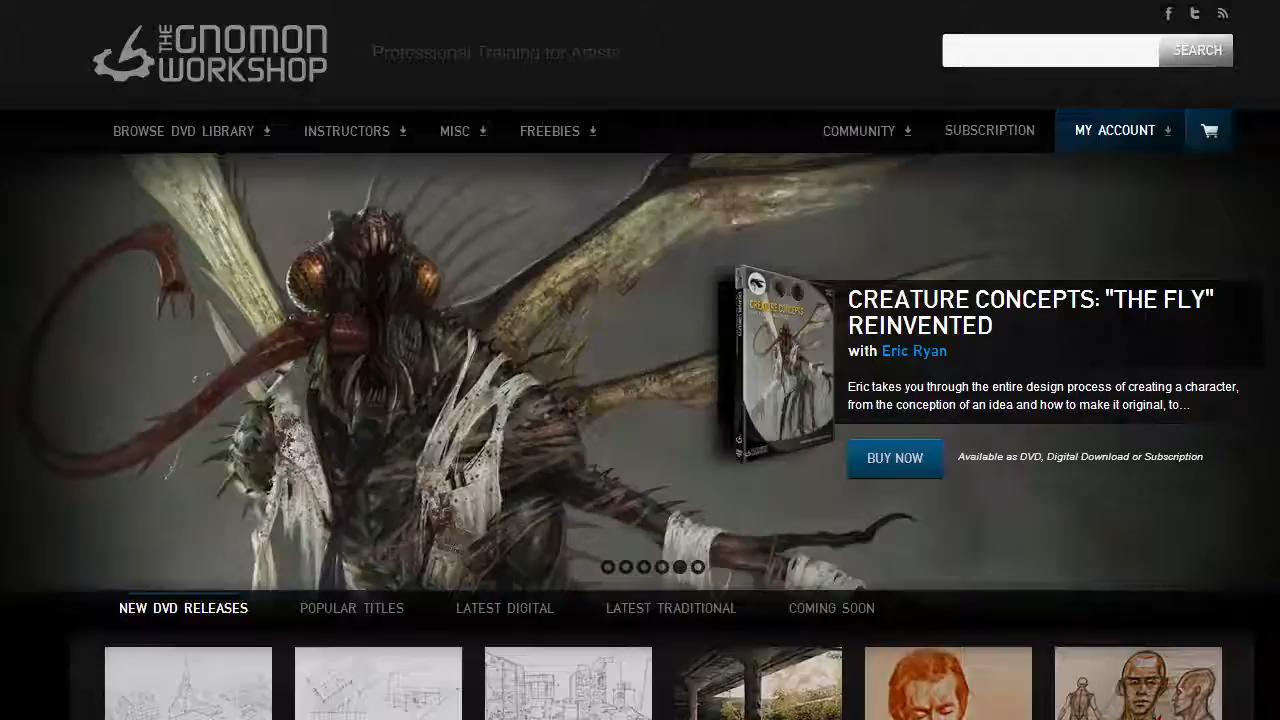 THE GNOMON WORKSHOP
Professional Training for Artists
SEARCH
BROWSE DVD LIBRARY
INSTRUCTORS
MISC
FREEBIES
COMMUNITY
SUBSCRIPTION
MY ACCOUNT
CREATURE CONCEPTS
CREATURE CONCEPTS: "THE FLY"
REINVENTED
with Eric Ryan
Eric takes you through the entire design process of creating a character,
from the conception of an idea and how to make it original, to...
BUY NOW
Available as DVD, Digital Download or Subscription
NEW DVD RELEASES
POPULAR TITLES
LATEST DIGITAL
LATEST TRADITIONAL
COMING SOON